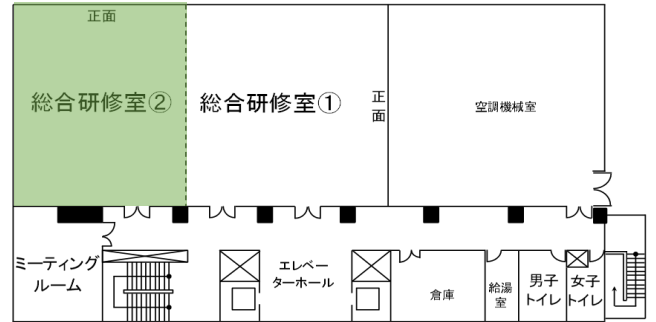 正面
総合研修室②
総合研修室①
正
面
空調機械室
ミーティング
ルーム
エレベー
ターホール
倉庫
給湯
室
男子
トイレ
女子
トイレ